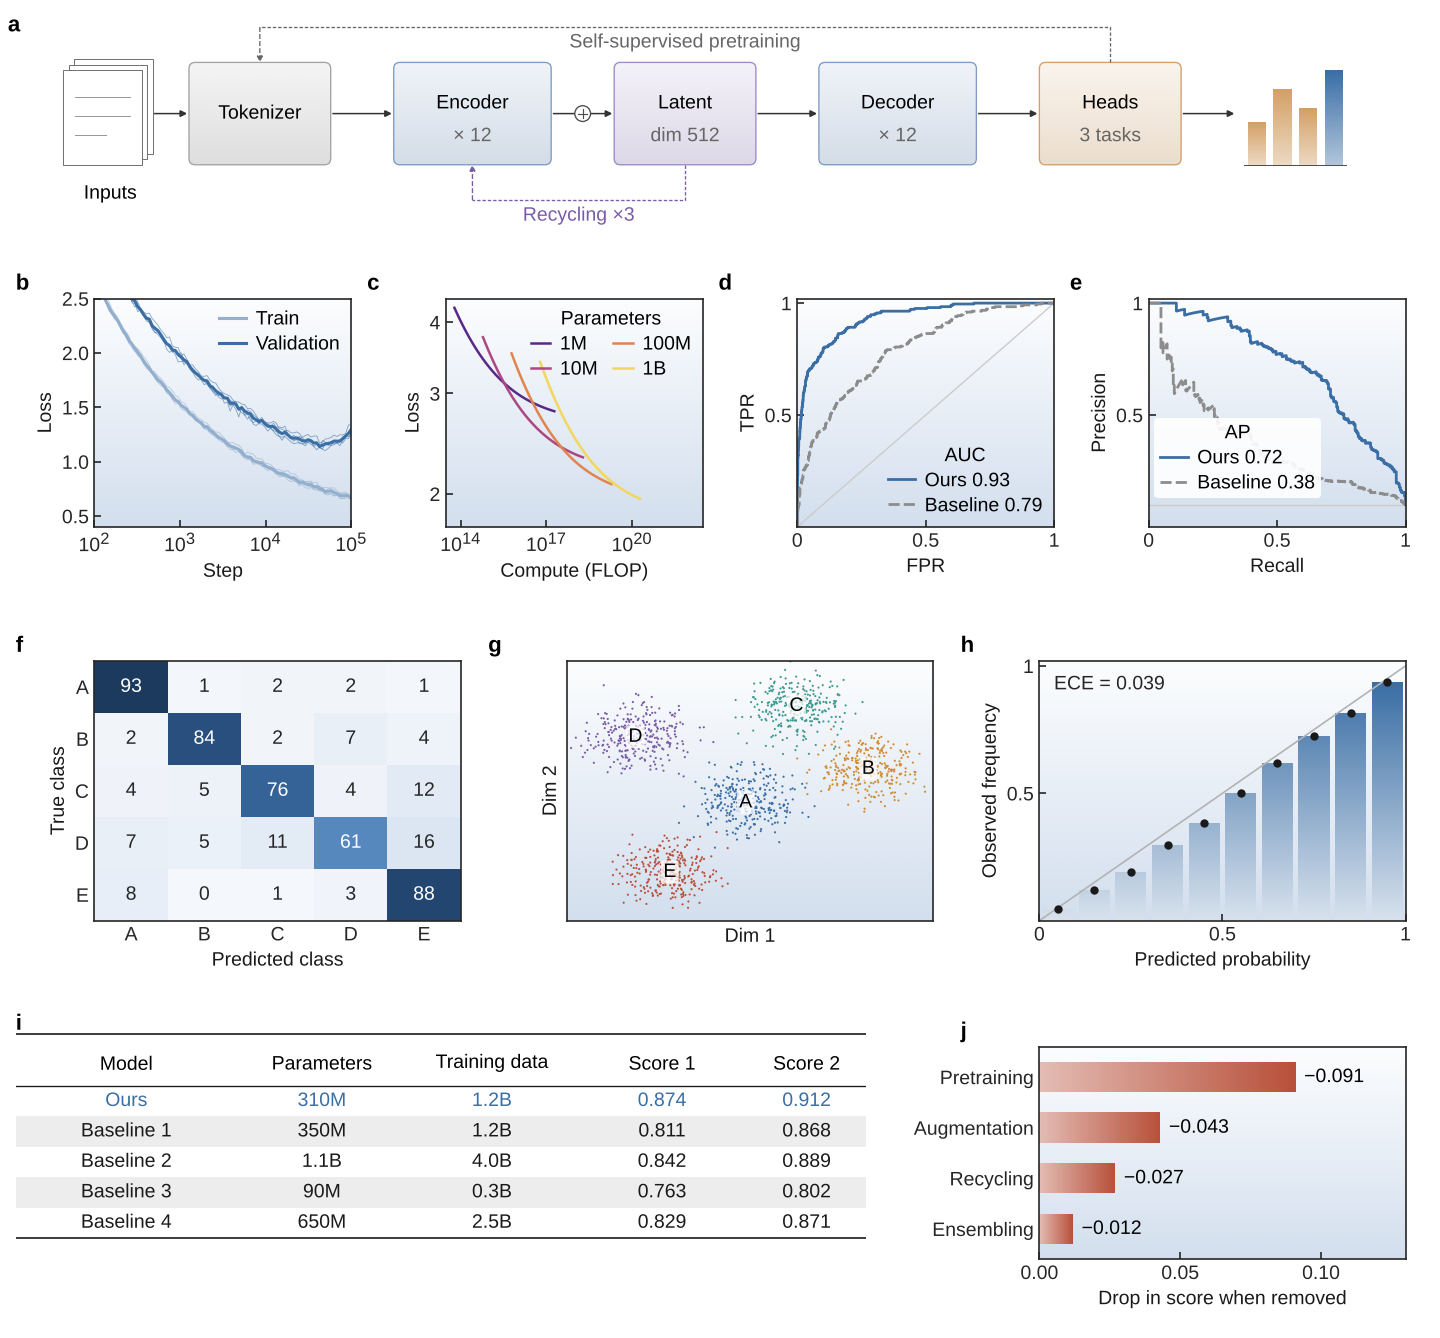 a
Self-supervised pretraining
Tokenizer
Encoder
× 12
Latent
dim 512
Decoder
× 12
Heads
3 tasks
Inputs
Recycling ×3
b
2.5
2.0
1.5
1.0
0.5
Loss
Train
Validation
10²
10³
10⁴
10⁵
Step
c
4
3
2
Loss
Parameters
1M
100M
10M
1B
10¹⁴
10¹⁷
10²⁰
Compute (FLOP)
d
1
0.5
TPR
AUC
Ours 0.93
Baseline 0.79
0
0.5
1
FPR
e
1
0.5
Precision
AP
Ours 0.72
Baseline 0.38
0
0.5
1
Recall
f
True class
A 93 1 2 2 1
B 2 84 2 7 4
C 4 5 76 4 12
D 7 5 11 61 16
E 8 0 1 3 88
A B C D E
Predicted class
g
Dim 2
C
D
B
A
E
Dim 1
h
1
0.5
Observed frequency
ECE = 0.039
0
0.5
1
Predicted probability
i
Model Parameters Training data Score 1 Score 2
Ours 310M 1.2B 0.874 0.912
Baseline 1 350M 1.2B 0.811 0.868
Baseline 2 1.1B 4.0B 0.842 0.889
Baseline 3 90M 0.3B 0.763 0.802
Baseline 4 650M 2.5B 0.829 0.871
j
Pretraining −0.091
Augmentation −0.043
Recycling −0.027
Ensembling −0.012
0.00 0.05 0.10
Drop in score when removed